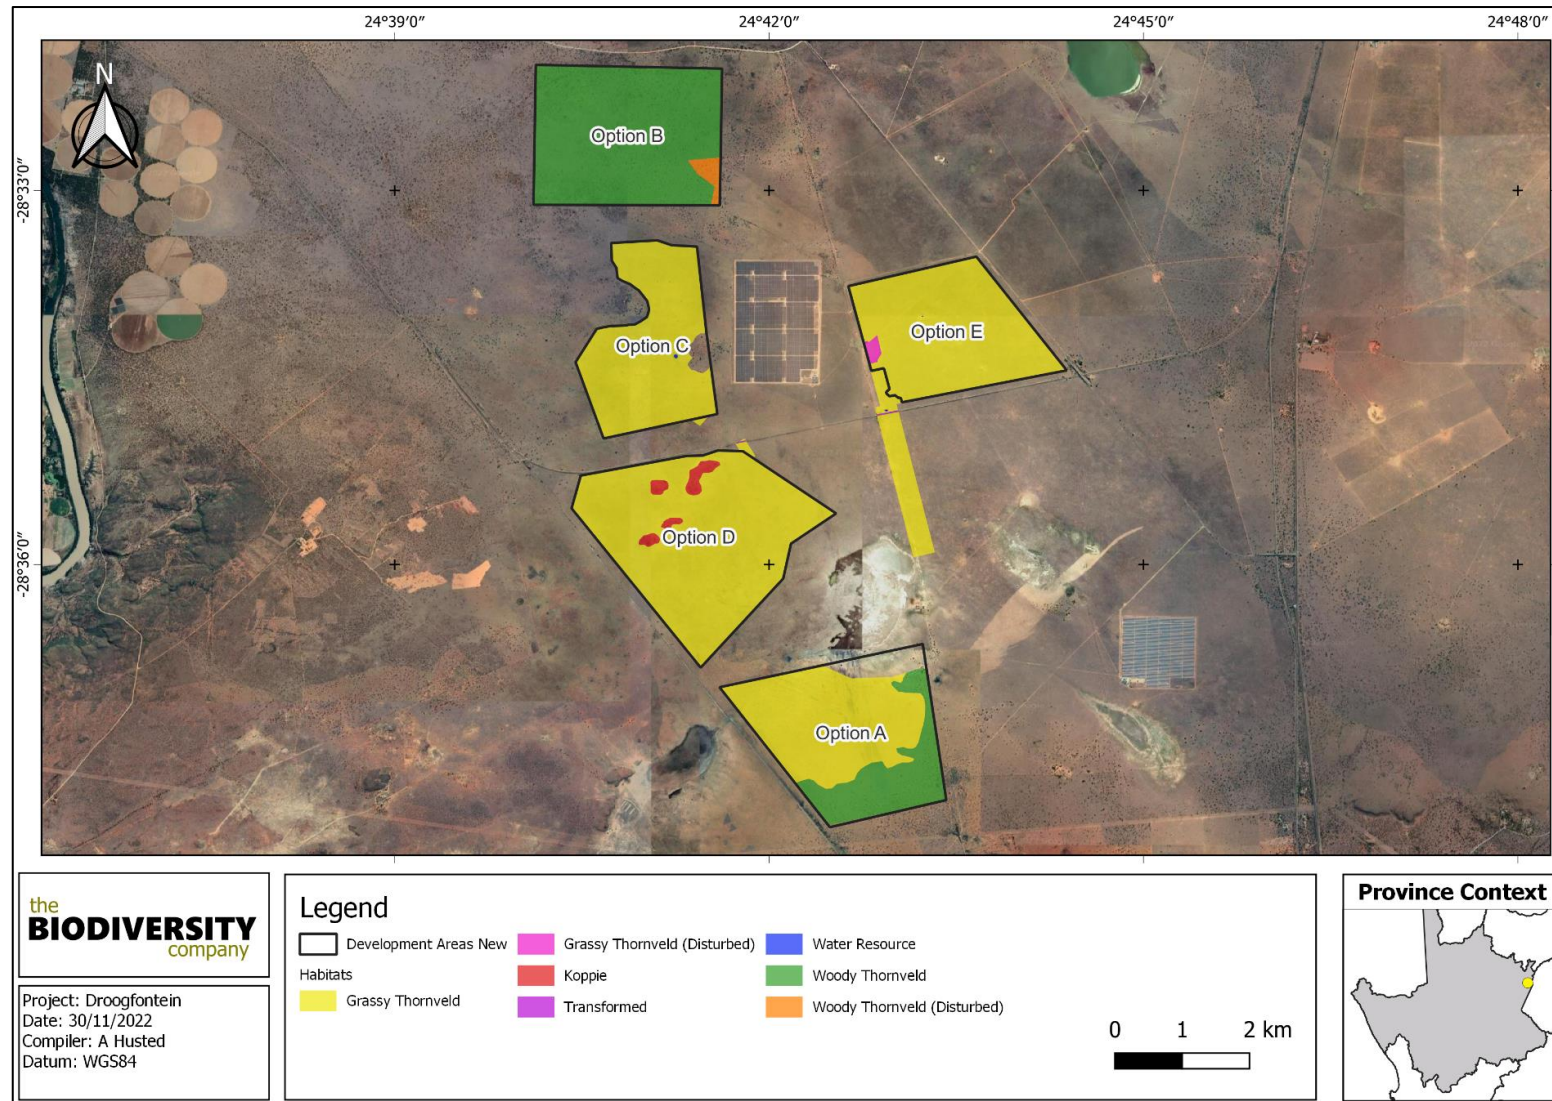 24°39′0″ 24°42′0″ 24°45′0″ 24°48′0″
N
-28°33′0″
-28°36′0″
Option B
Option C
Option E
Option D
Option A
the
BIODIVERSITY
company
Project: Droogfontein
Date: 30/11/2022
Compiler: A Husted
Datum: WGS84
Legend
Development Areas New
Habitats
Grassy Thornveld
Grassy Thornveld (Disturbed)
Koppie
Transformed
Water Resource
Woody Thornveld
Woody Thornveld (Disturbed)
0 1 2 km
Province Context